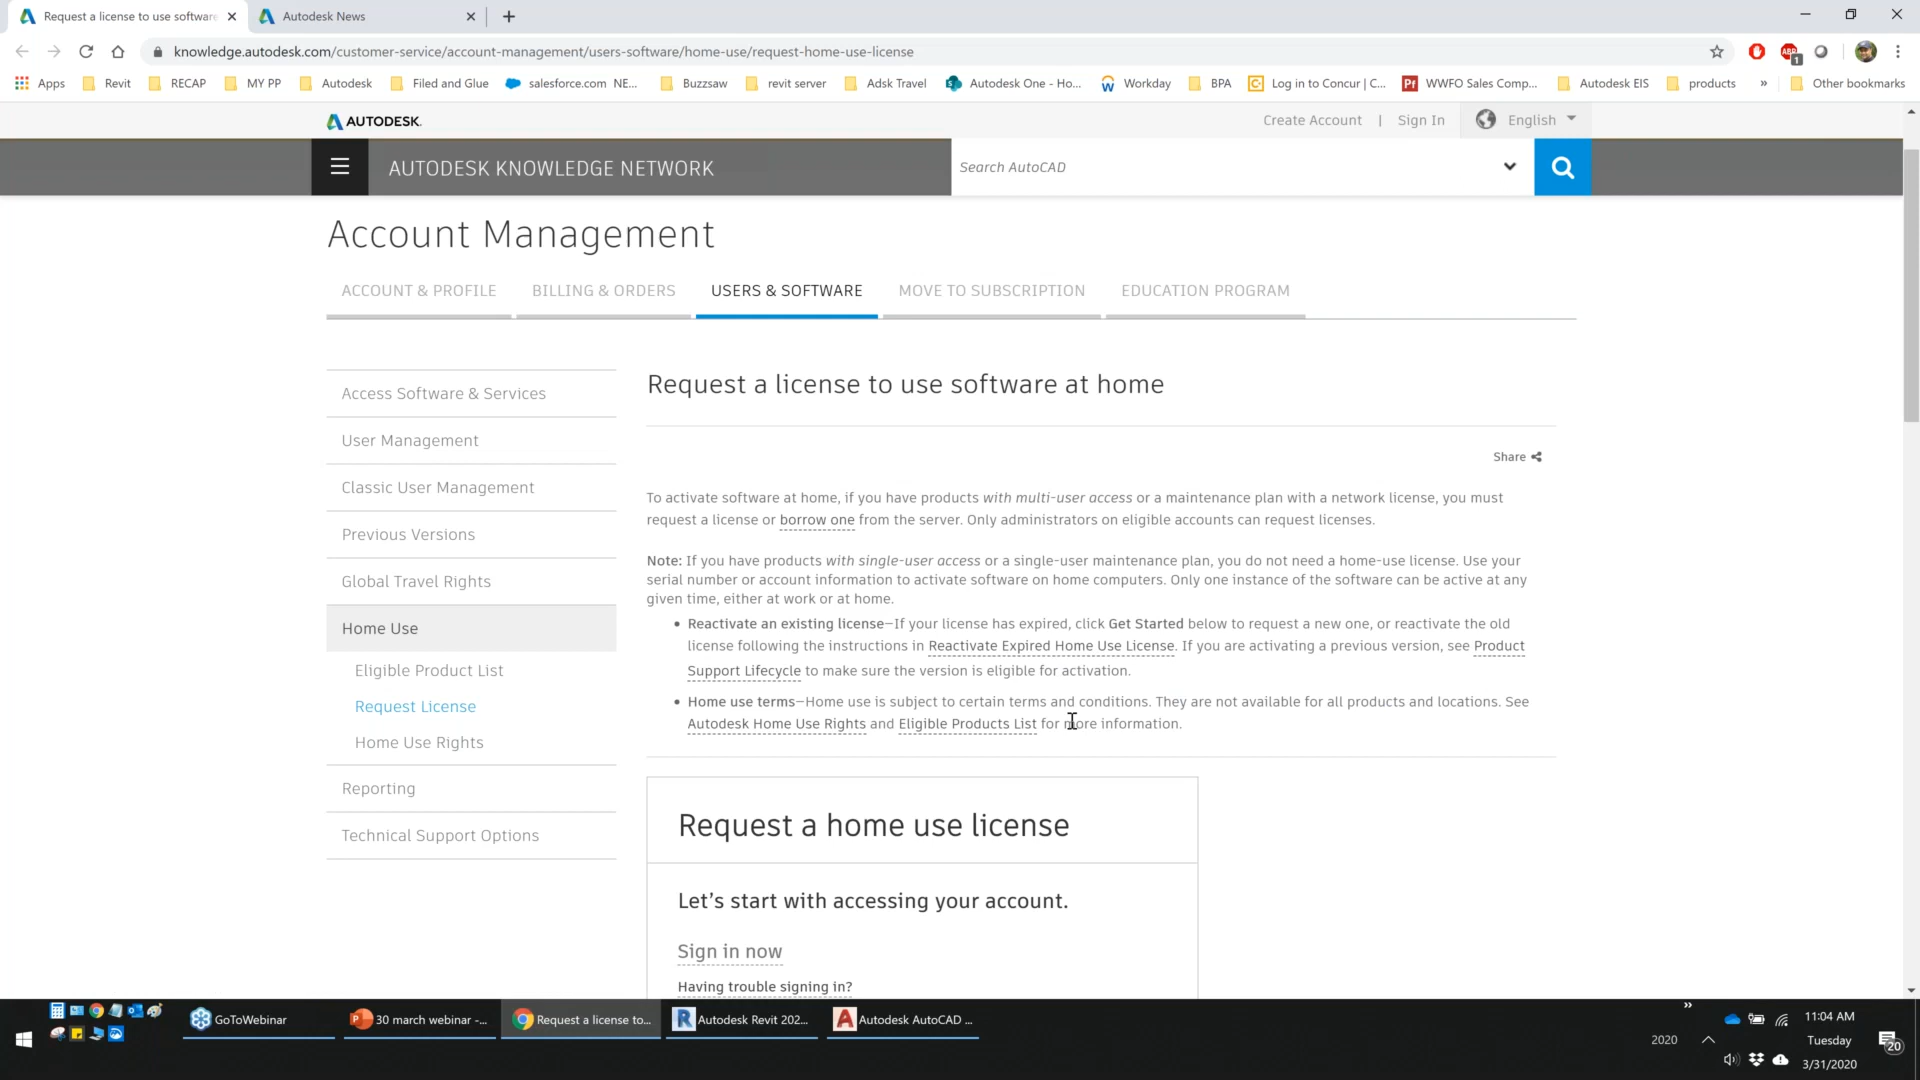 Request a license to use software
Autodesk News
knowledge.autodesk.com/customer-service/account-management/users-software/home-use/request-home-use-license
ABP
1
Apps
Revit
RECAP
MY PP
Autodesk
Filed and Glue
salesforce.com NE...
Buzzsaw
revit server
Adsk Travel
Autodesk One - Ho...
Workday
BPA
Log in to Concur | C...
WWFO Sales Comp...
Autodesk EIS
products
»
Other bookmarks
AUTODESK.
Create Account | Sign In
English
AUTODESK KNOWLEDGE NETWORK
Search AutoCAD
Account Management
ACCOUNT & PROFILE
BILLING & ORDERS
USERS & SOFTWARE
MOVE TO SUBSCRIPTION
EDUCATION PROGRAM
Access Software & Services
User Management
Classic User Management
Previous Versions
Global Travel Rights
Home Use
Eligible Product List
Request License
Home Use Rights
Reporting
Technical Support Options
Request a license to use software at home
Share
To activate software at home, if you have products with multi-user access or a maintenance plan with a network license, you must
request a license or borrow one from the server. Only administrators on eligible accounts can request licenses.
Note: If you have products with single-user access or a single-user maintenance plan, you do not need a home-use license. Use your
serial number or account information to activate software on home computers. Only one instance of the software can be active at any
given time, either at work or at home.
• Reactivate an existing license—If your license has expired, click Get Started below to request a new one, or reactivate the old
license following the instructions in Reactivate Expired Home Use License. If you are activating a previous version, see Product
Support Lifecycle to make sure the version is eligible for activation.
• Home use terms—Home use is subject to certain terms and conditions. They are not available for all products and locations. See
Autodesk Home Use Rights and Eligible Products List for more information.
Request a home use license
Let's start with accessing your account.
Sign in now
Having trouble signing in?
GoToWebinar
30 march webinar -...
Request a license to...
Autodesk Revit 202...
Autodesk AutoCAD ...
»
2020
11:04 AM
Tuesday
3/31/2020
20